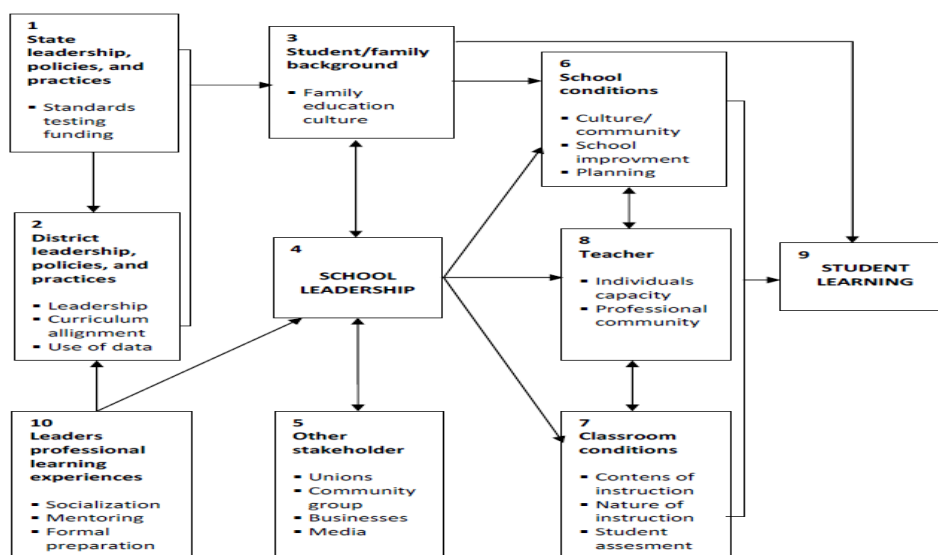 1
State
leadership,
policies, and
practices
▪ Standards
testing
funding
2
District
leadership,
policies, and
practices
▪ Leadership
▪ Curriculum
allignment
▪ Use of data
10
Leaders
professional
learning
experiences
▪ Socialization
▪ Mentoring
▪ Formal
preparation
3
Student/family
background
▪ Family
education
culture
4
SCHOOL
LEADERSHIP
5
Other
stakeholder
▪ Unions
▪ Community
group
▪ Businesses
▪ Media
6
School
conditions
▪ Culture/
community
▪ School
improvment
▪ Planning
8
Teacher
▪ Individuals
capacity
▪ Professional
community
7
Classroom
conditions
▪ Contens of
instruction
▪ Nature of
instruction
▪ Student
assesment
9
STUDENT
LEARNING